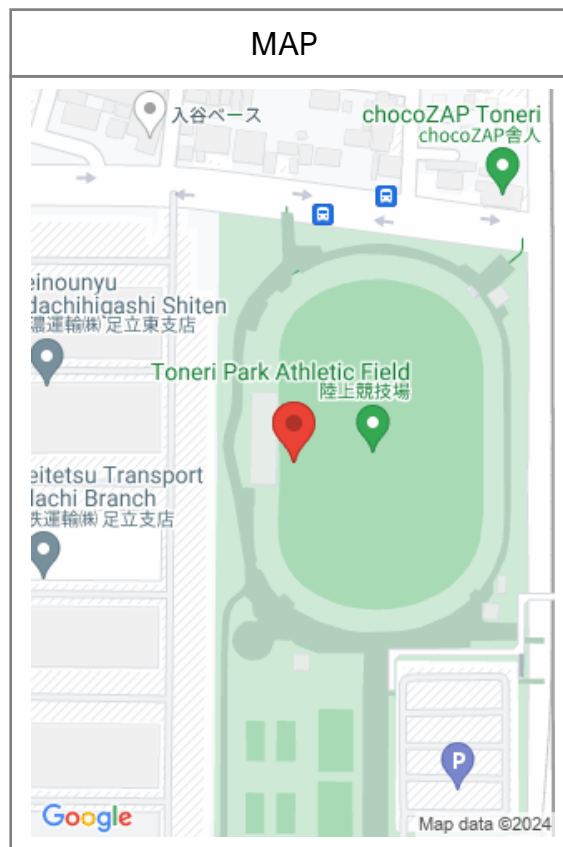 MAP
入谷ベース
chocoZAP Toneri
chocoZAP舎人
einounyu
dachihigashi Shiten
濃運輸㈱ 足立東支店
Toneri Park Athletic Field
陸上競技場
eitetsu Transport
dachi Branch
鉄運輸㈱ 足立支店
P
Google
Map data ©2024